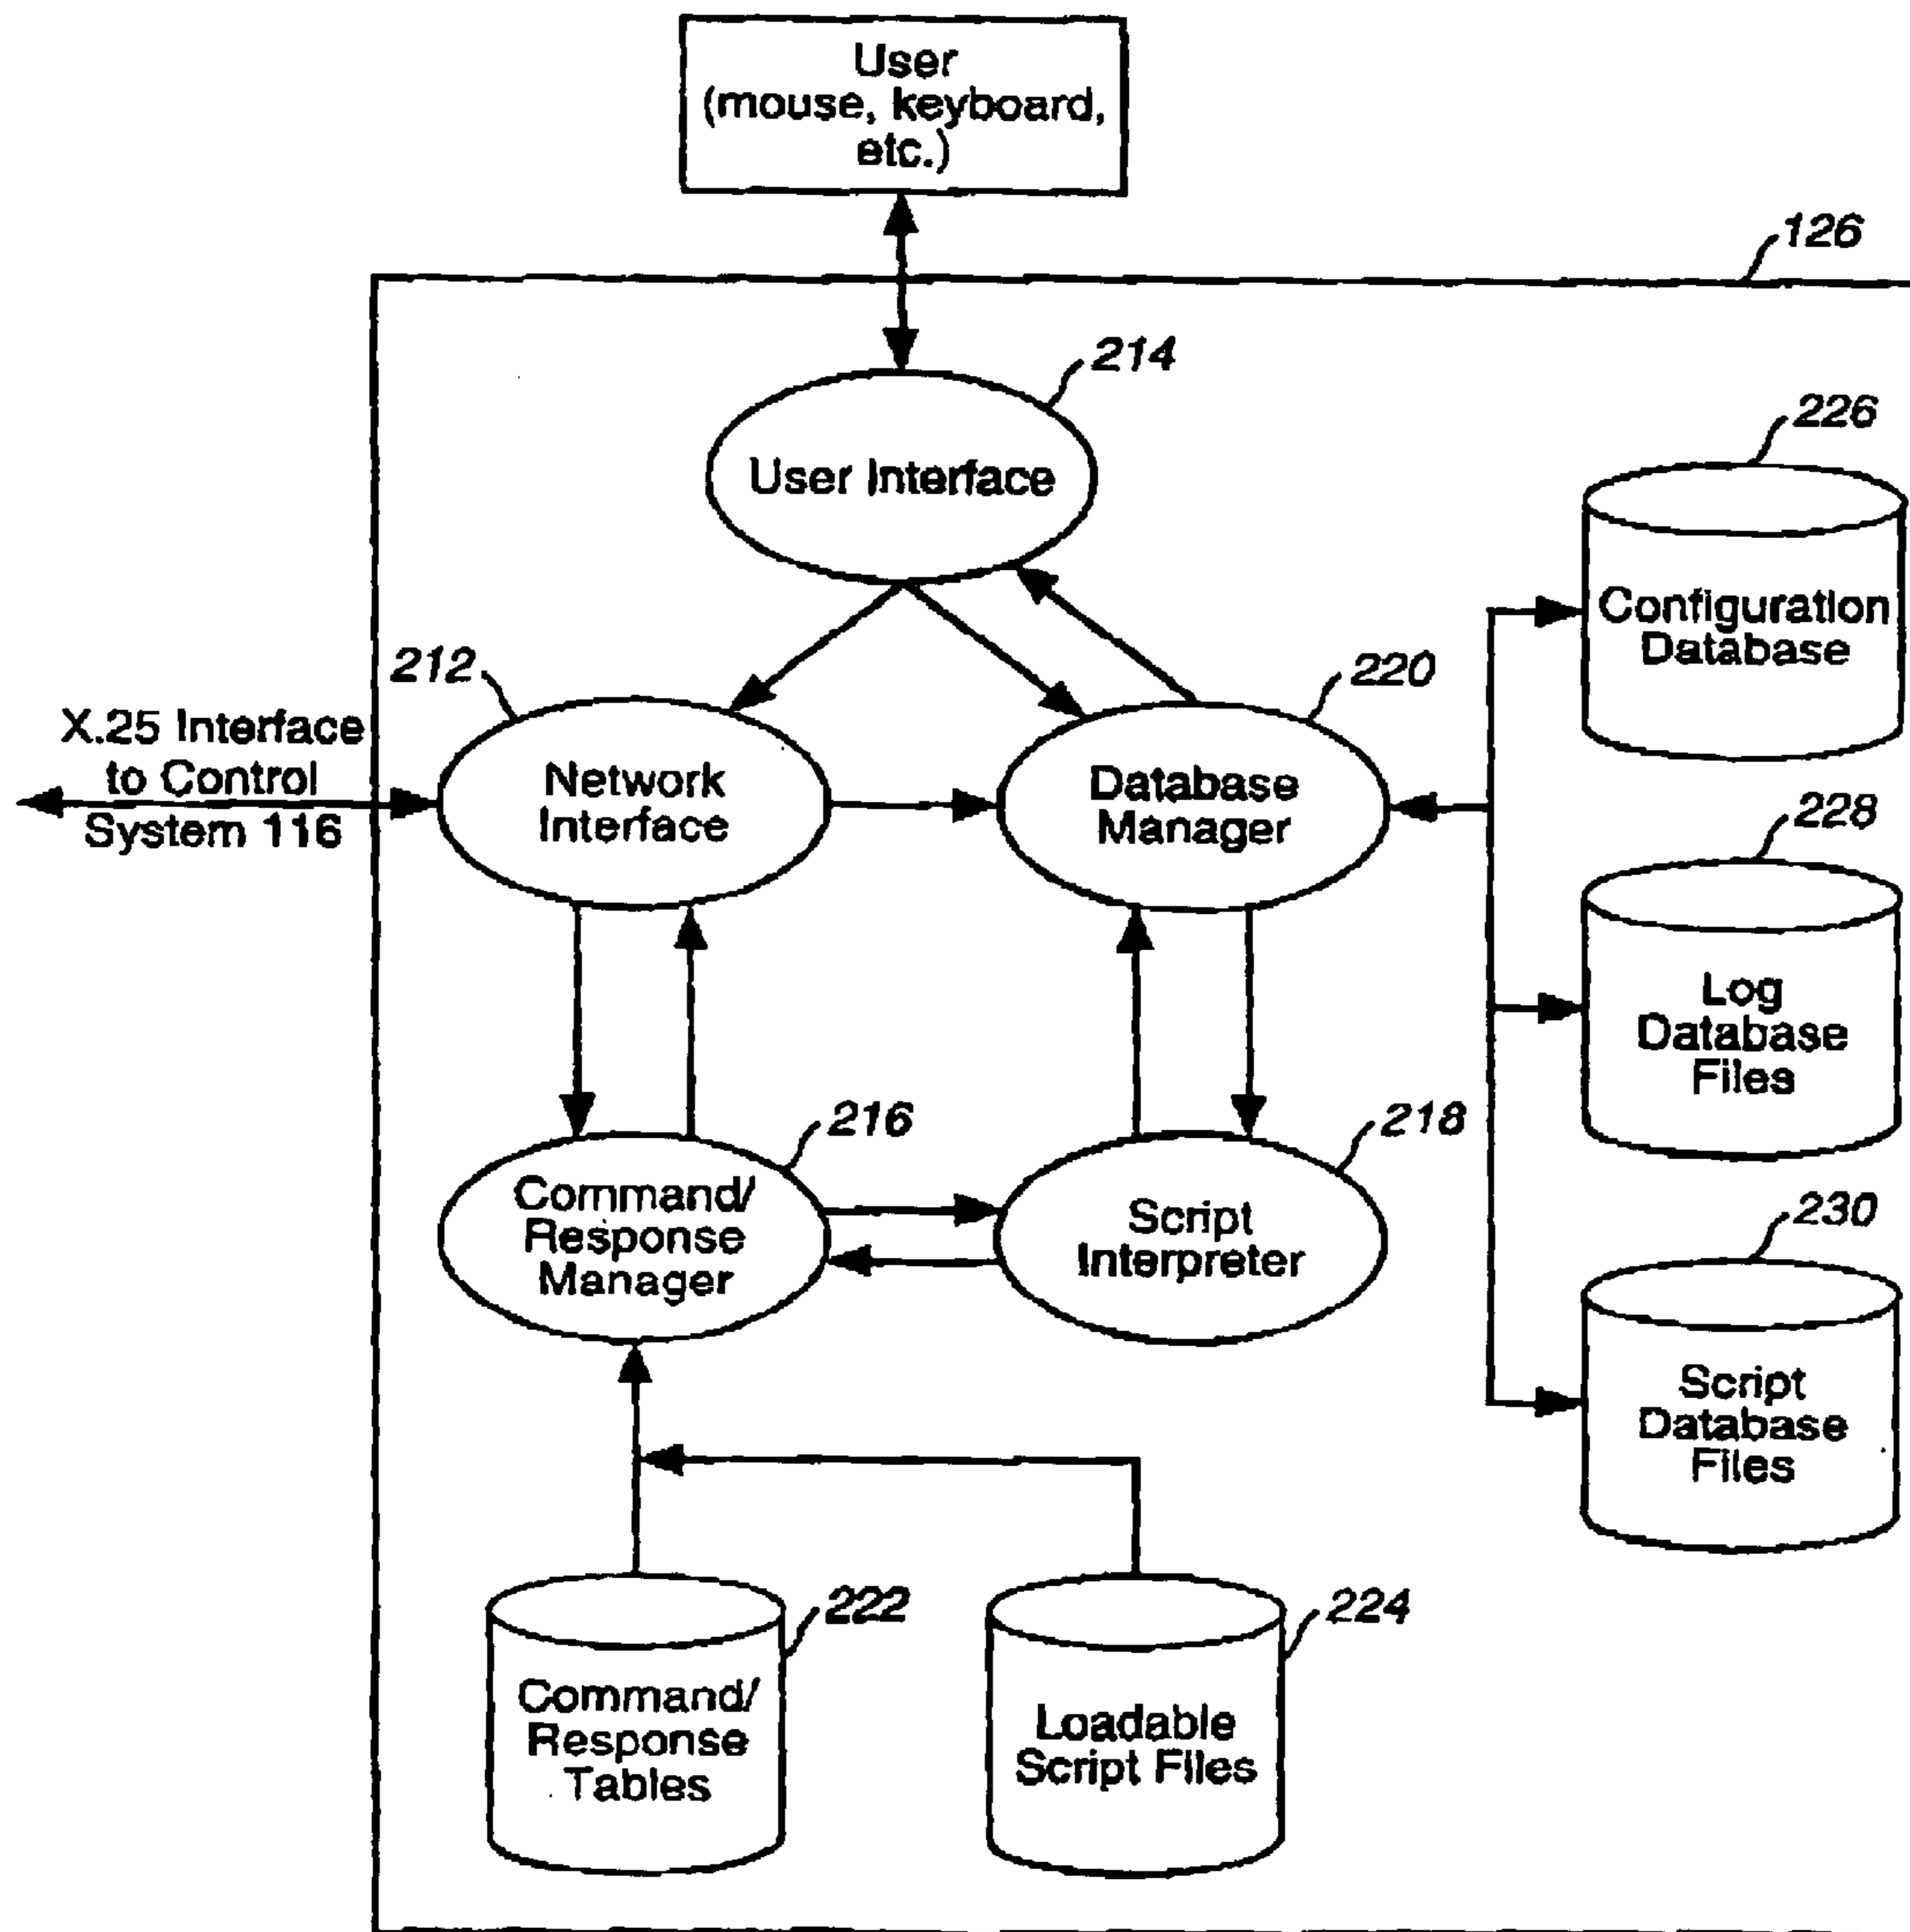 User
(mouse, keyboard,
etc.)
126
214
User Interface
226
Configuration
Database
212
220
X.25 Interface
to Control
System 116
Network
Interface
Database
Manager
228
Log
Database
Files
216
218
Command/
Response
Manager
Script
Interpreter
230
Script
Database
Files
222
224
Command/
Response
Tables
Loadable
Script Files